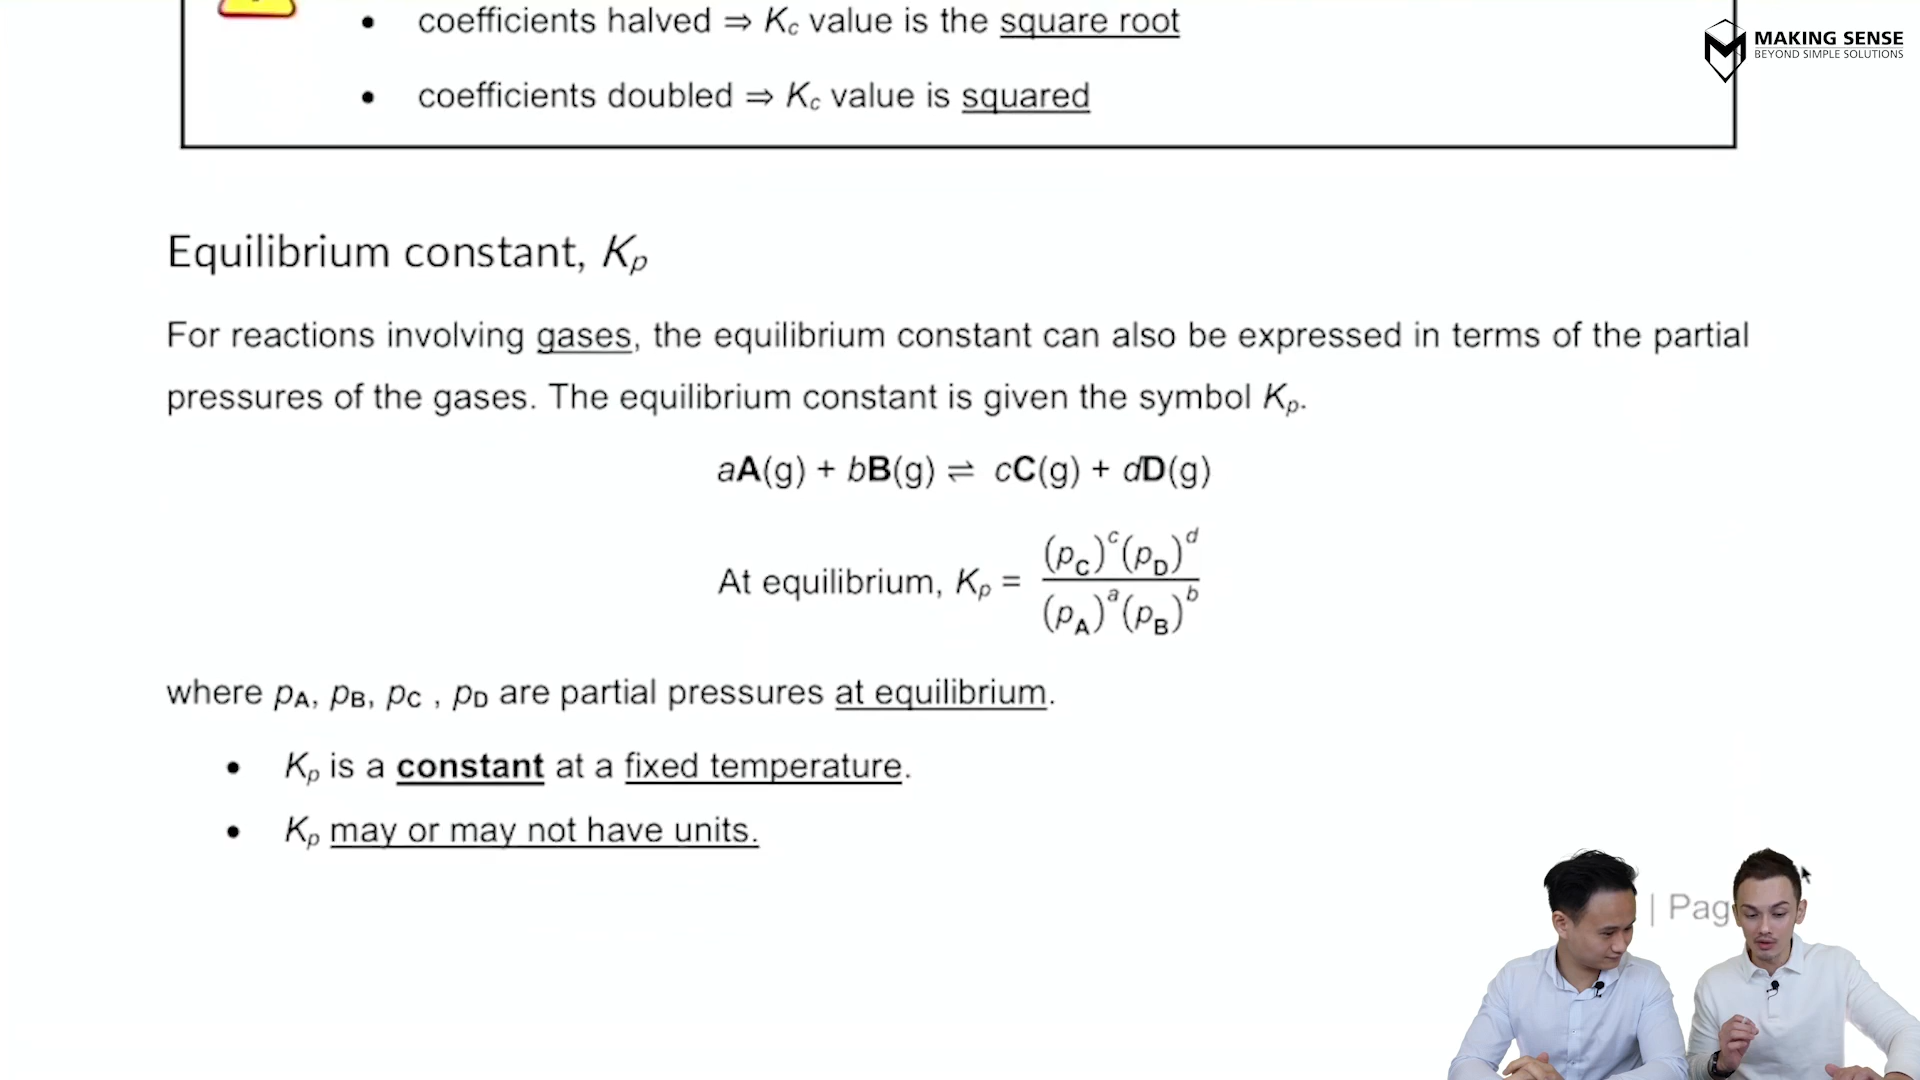 • coefficients halved ⇒ Kc value is the square root
MAKING SENSE
BEYOND SIMPLE SOLUTIONS
• coefficients doubled ⇒ Kc value is squared
Equilibrium constant, Kp
For reactions involving gases, the equilibrium constant can also be expressed in terms of the partial
pressures of the gases. The equilibrium constant is given the symbol Kp.
aA(g) + bB(g) ⇌ cC(g) + dD(g)
At equilibrium, Kp = (pC)^c(pD)^d / (pA)^a(pB)^b
where pA, pB, pC , pD are partial pressures at equilibrium.
• Kp is a constant at a fixed temperature.
• Kp may or may not have units.
| Pag